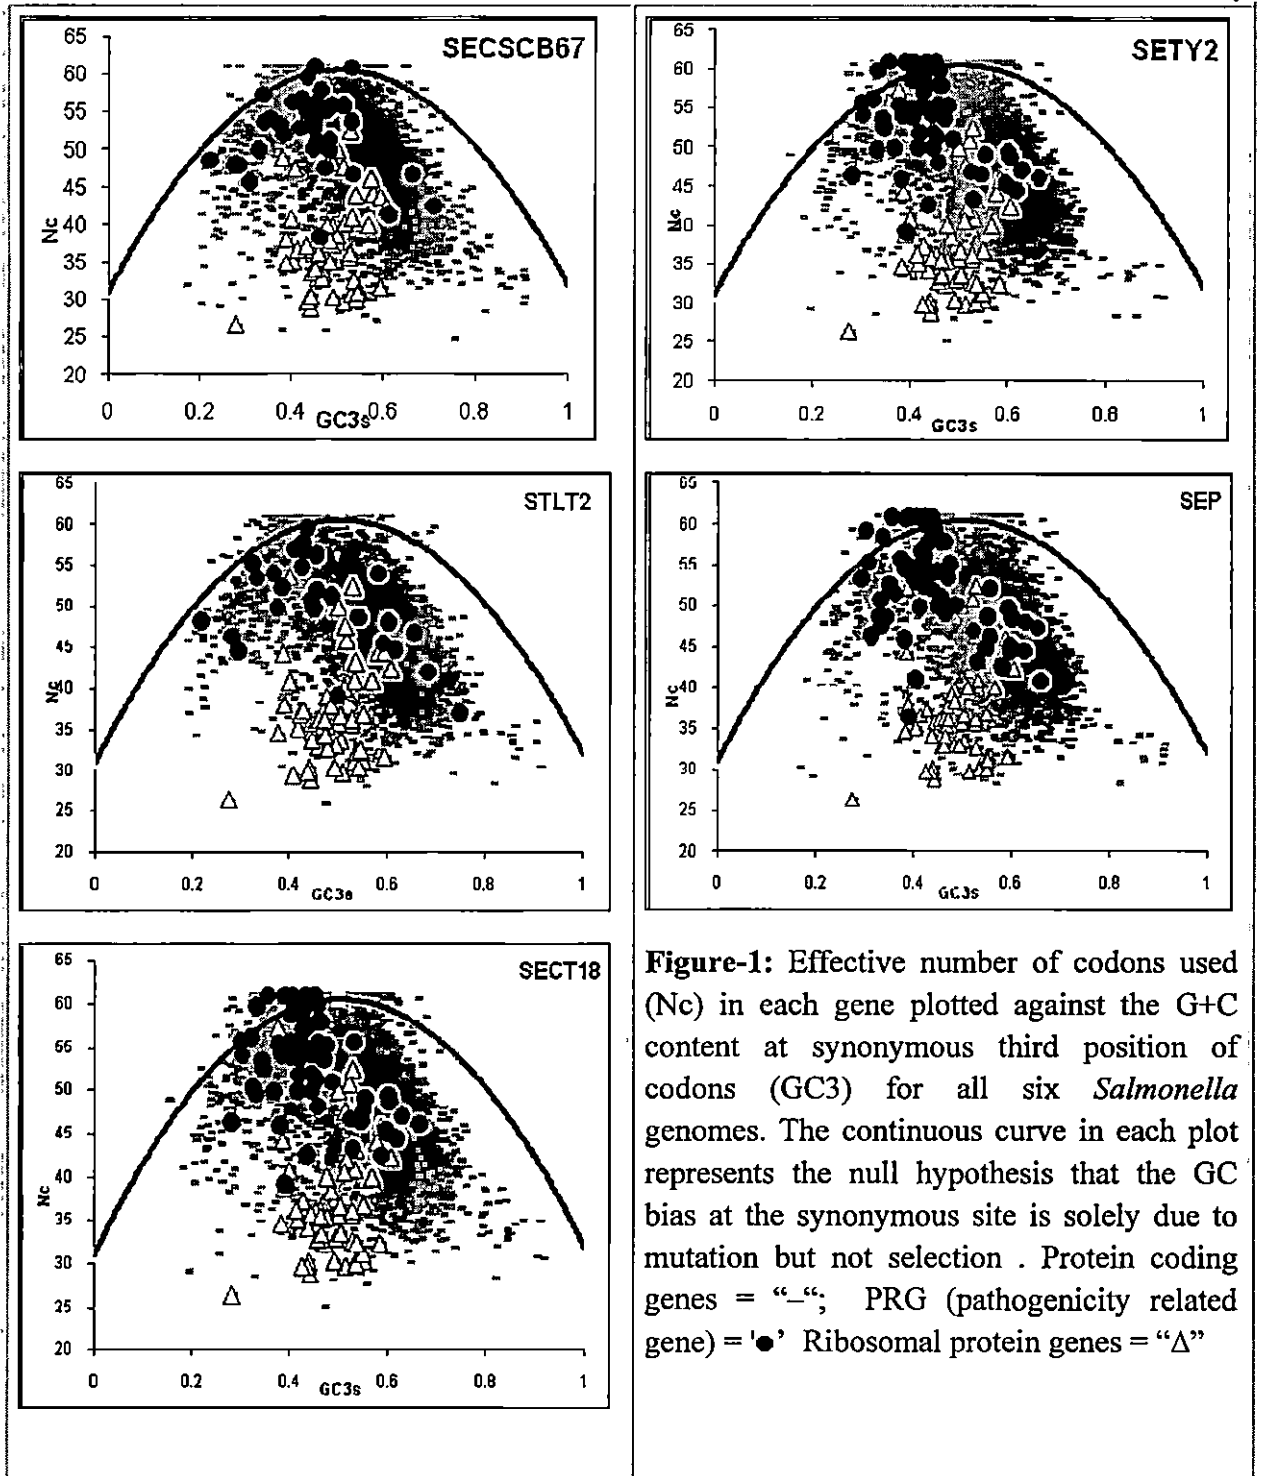 SECSCB67
65
60
55
50
45
40
35
30
25
20
Nc
0 0.2 0.4 0.6 0.8 1
GC3s
SETY2
65
60
55
50
45
40
35
30
25
20
Nc
0 0.2 0.4 0.6 0.8 1
GC3s
STLT2
65
60
55
50
45
40
35
30
25
20
Nc
0 0.2 0.4 0.6 0.8 1
GC3s
SEP
65
60
55
50
45
40
35
30
25
20
Nc
0 0.2 0.4 0.6 0.8 1
GC3s
SECT18
65
60
55
50
45
40
35
30
25
20
Nc
0 0.2 0.4 0.6 0.8 1
GC3s
Figure-1: Effective number of codons used
(Nc) in each gene plotted against the G+C
content at synonymous third position of
codons (GC3) for all six Salmonella
genomes. The continuous curve in each plot
represents the null hypothesis that the GC
bias at the synonymous site is solely due to
mutation but not selection . Protein coding
genes = “–“; PRG (pathogenicity related
gene) = '●’ Ribosomal protein genes = “Δ”